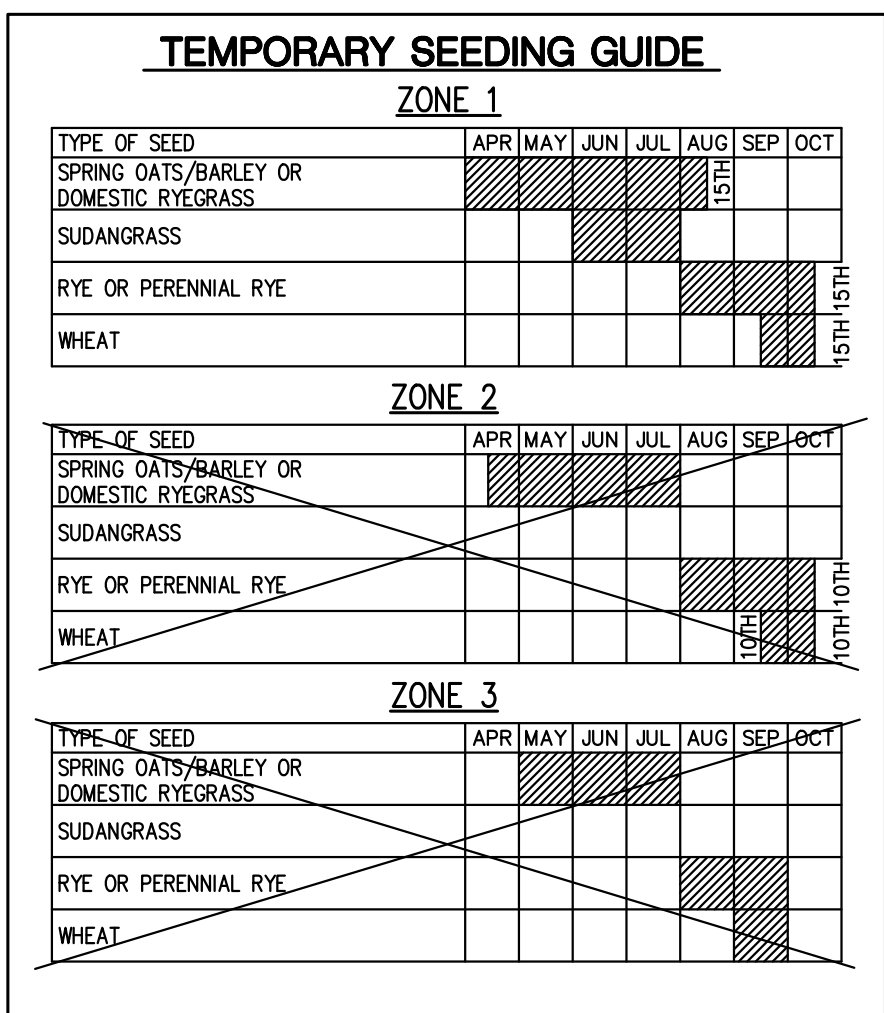 TEMPORARY SEEDING GUIDE
ZONE 1
TYPE OF SEED APR MAY JUN JUL AUG SEP OCT
SPRING OATS/BARLEY OR
DOMESTIC RYEGRASS 15TH
SUDANGRASS
RYE OR PERENNIAL RYE 15TH
WHEAT 15TH
ZONE 2
TYPE OF SEED APR MAY JUN JUL AUG SEP OCT
SPRING OATS/BARLEY OR
DOMESTIC RYEGRASS
SUDANGRASS
RYE OR PERENNIAL RYE 10TH
WHEAT 10TH 10TH
ZONE 3
TYPE OF SEED APR MAY JUN JUL AUG SEP OCT
SPRING OATS/BARLEY OR
DOMESTIC RYEGRASS
SUDANGRASS
RYE OR PERENNIAL RYE
WHEAT